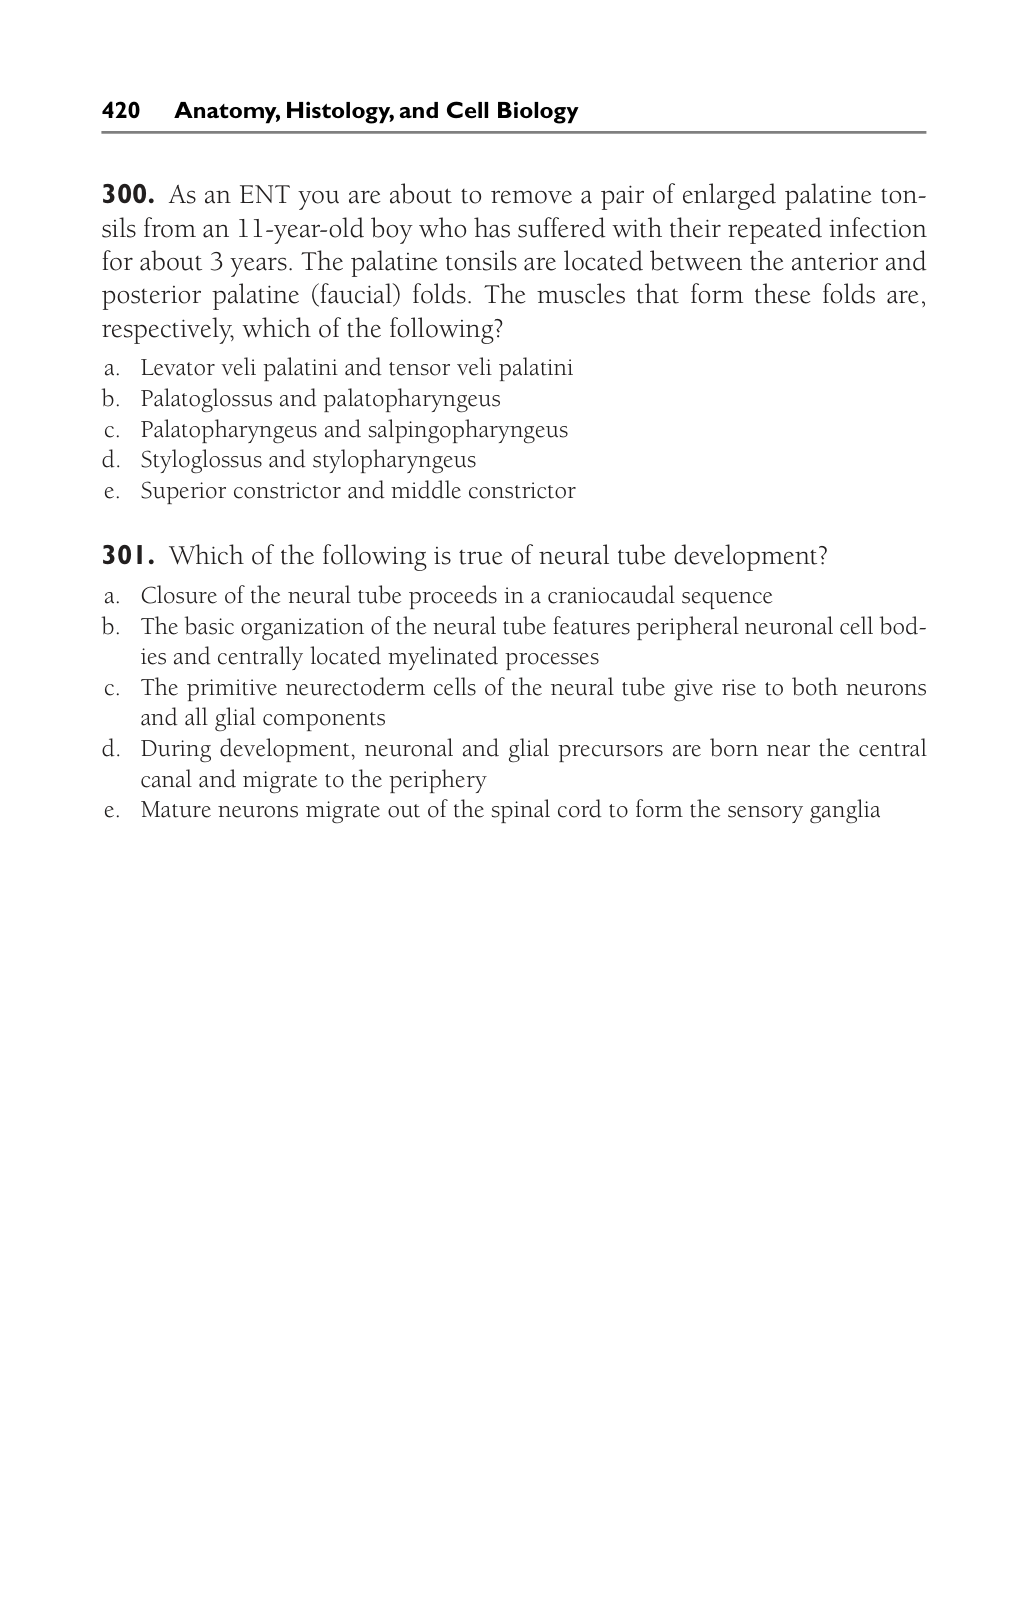 420 Anatomy, Histology, and Cell Biology
300. As an ENT you are about to remove a pair of enlarged palatine ton-
sils from an 11-year-old boy who has suffered with their repeated infection
for about 3 years. The palatine tonsils are located between the anterior and
posterior palatine (faucial) folds. The muscles that form these folds are,
respectively, which of the following?
a. Levator veli palatini and tensor veli palatini
b. Palatoglossus and palatopharyngeus
c. Palatopharyngeus and salpingopharyngeus
d. Styloglossus and stylopharyngeus
e. Superior constrictor and middle constrictor
301. Which of the following is true of neural tube development?
a. Closure of the neural tube proceeds in a craniocaudal sequence
b. The basic organization of the neural tube features peripheral neuronal cell bod-
ies and centrally located myelinated processes
c. The primitive neurectoderm cells of the neural tube give rise to both neurons
and all glial components
d. During development, neuronal and glial precursors are born near the central
canal and migrate to the periphery
e. Mature neurons migrate out of the spinal cord to form the sensory ganglia